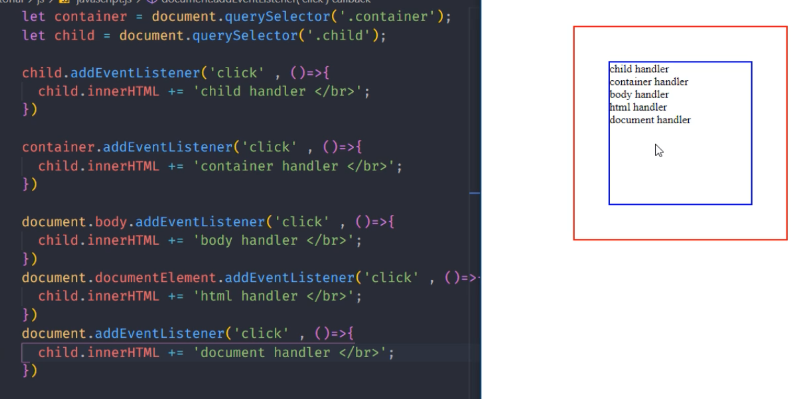 javascript.js
let container = document.querySelector('.container');
let child = document.querySelector('.child');
child.addEventListener('click' , ()=>{
child.innerHTML += 'child handler </br>';
})
container.addEventListener('click' , ()=>{
child.innerHTML += 'container handler </br>';
})
document.body.addEventListener('click' , ()=>{
child.innerHTML += 'body handler </br>';
})
document.documentElement.addEventListener('click' , ()=>
child.innerHTML += 'html handler </br>';
})
document.addEventListener('click' , ()=>{
child.innerHTML += 'document handler </br>';
})
child handler
container handler
body handler
html handler
document handler